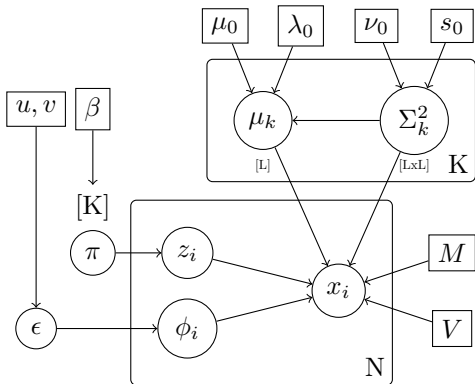 μ₀ λ₀ ν₀ s₀
u, v β μₖ Σ²ₖ
[L] [LxL] K
[K]
π zᵢ M
xᵢ
ϵ ϕᵢ V
N